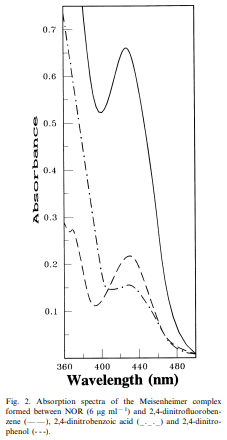 0.7
0.6
0.5
0.4
0.3
0.2
0.1
Absorbance
360 400 440 480
Wavelength (nm)
Fig. 2. Absorption spectra of the Meisenheimer complex
formed between NOR (6 μg ml⁻¹) and 2,4-dinitrofluoroben-
zene (——), 2,4-dinitrobenzoic acid (_._._) and 2,4-dinitro-
phenol (---).